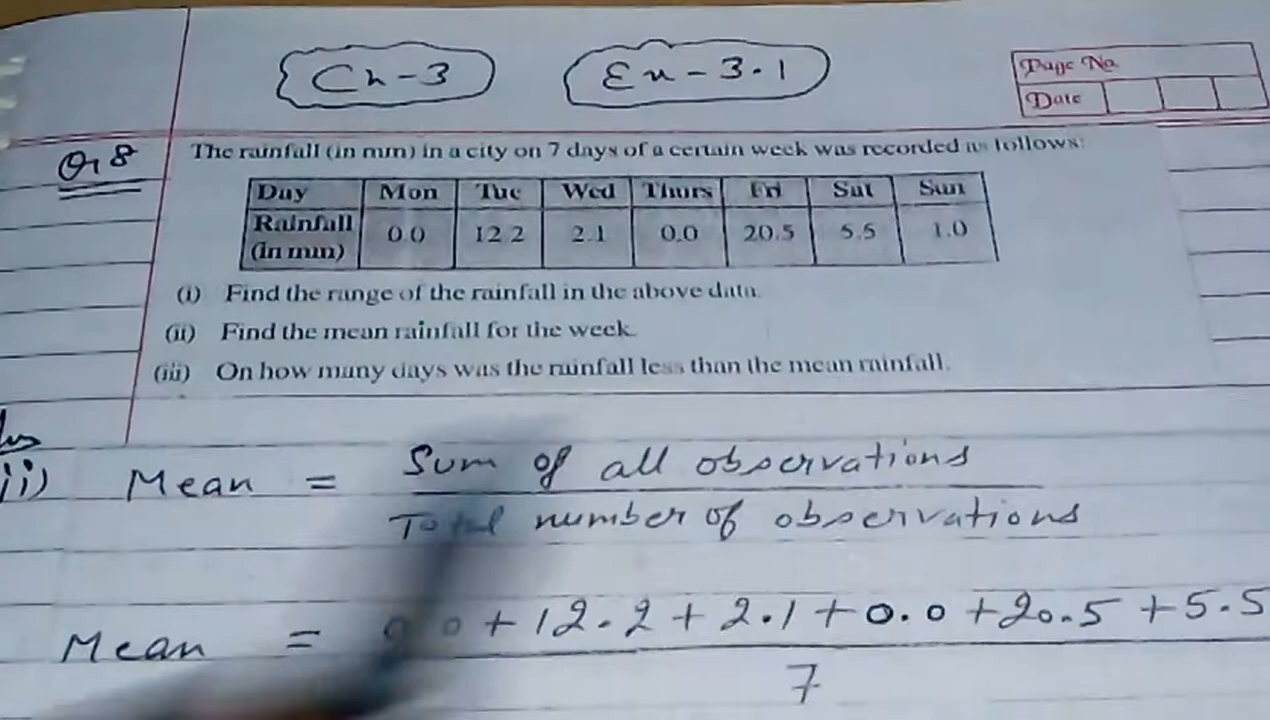 Ch-3 Ex-3.1
Page No.
Date
Q.8 The rainfall (in mm) in a city on 7 days of a certain week was recorded as follows:
Day Mon Tue Wed Thurs Fri Sat Sun
Rainfall (in mm) 0.0 12.2 2.1 0.0 20.5 5.5 1.0
(i) Find the range of the rainfall in the above data.
(ii) Find the mean rainfall for the week.
(iii) On how many days was the rainfall less than the mean rainfall.
ii) Mean = Sum of all observations
Total number of observations
Mean = 0.0 + 12.2 + 2.1 + 0.0 + 20.5 + 5.5
7